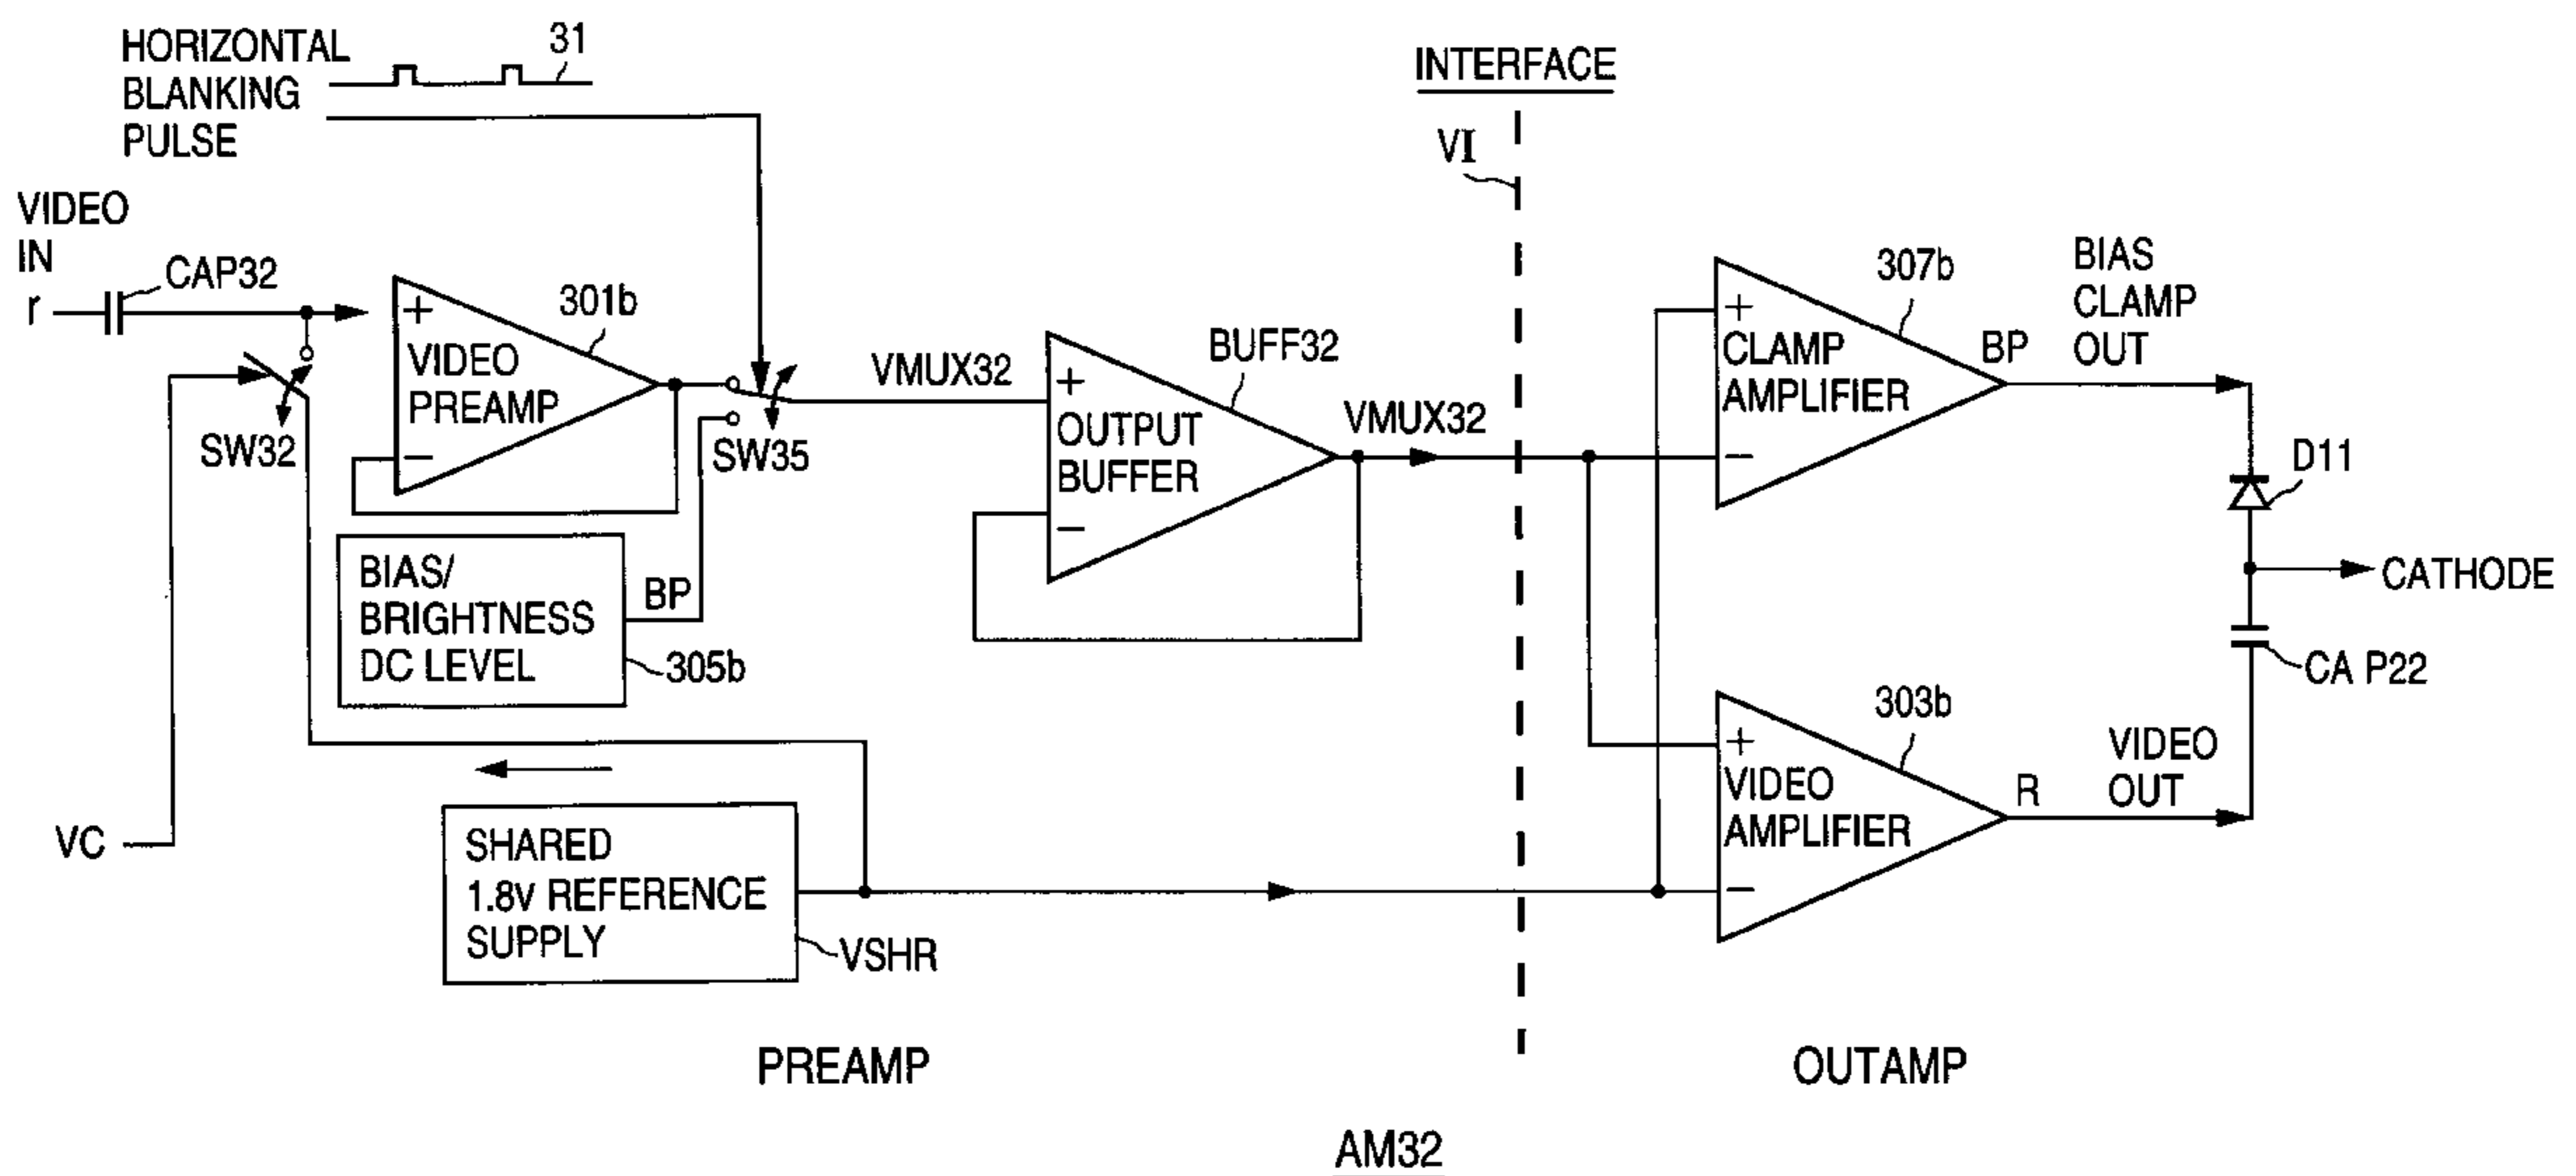 HORIZONTAL
BLANKING
PULSE
31
INTERFACE
VI
VIDEO
IN
r
CAP32
SW32
+
VIDEO
PREAMP
−
301b
SW35
VMUX32
+
OUTPUT
BUFFER
−
BUFF32
VMUX32
+
CLAMP
AMPLIFIER
−
307b
BP
BIAS
CLAMP
OUT
D11
CATHODE
CA P22
BIAS/
BRIGHTNESS
DC LEVEL
BP
305b
+
VIDEO
AMPLIFIER
−
303b
R
VIDEO
OUT
VC
SHARED
1.8v REFERENCE
SUPPLY
VSHR
PREAMP
OUTAMP
AM32